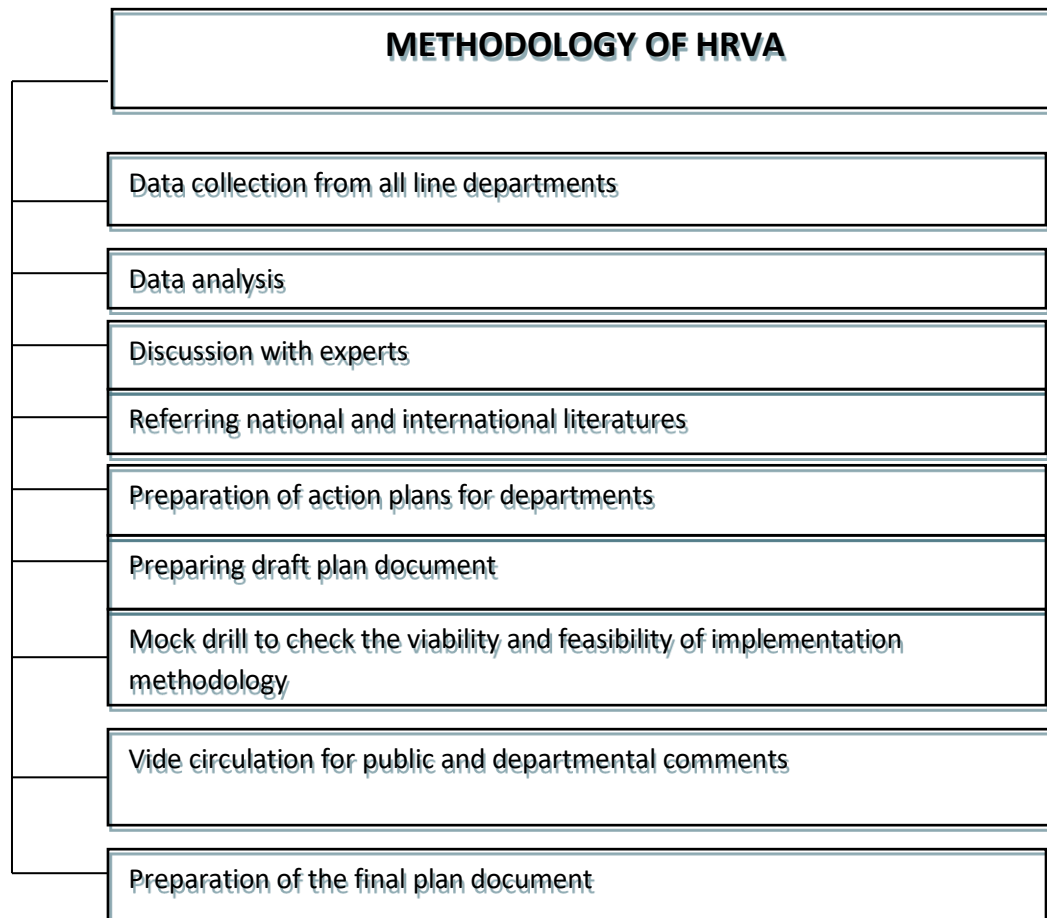 METHODOLOGY OF HRVA
Data collection from all line departments
Data analysis
Discussion with experts
Referring national and international literatures
Preparation of action plans for departments
Preparing draft plan document
Mock drill to check the viability and feasibility of implementation
methodology
Vide circulation for public and departmental comments
Preparation of the final plan document